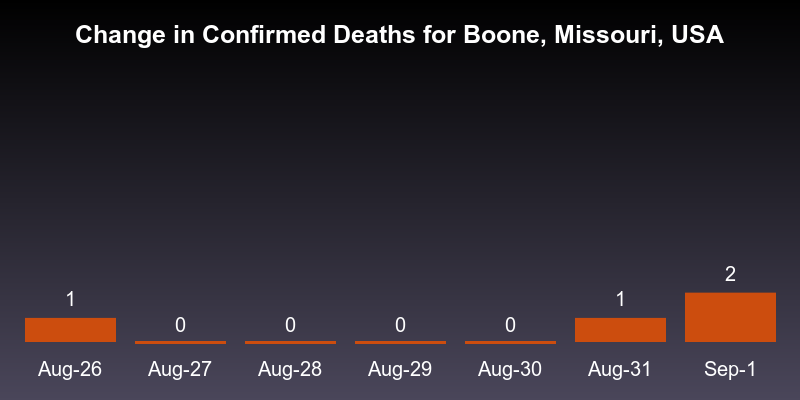 Change in Confirmed Deaths for Boone, Missouri, USA
2
1 1
0 0 0 0
Aug-26 Aug-27 Aug-28 Aug-29 Aug-30 Aug-31 Sep-1